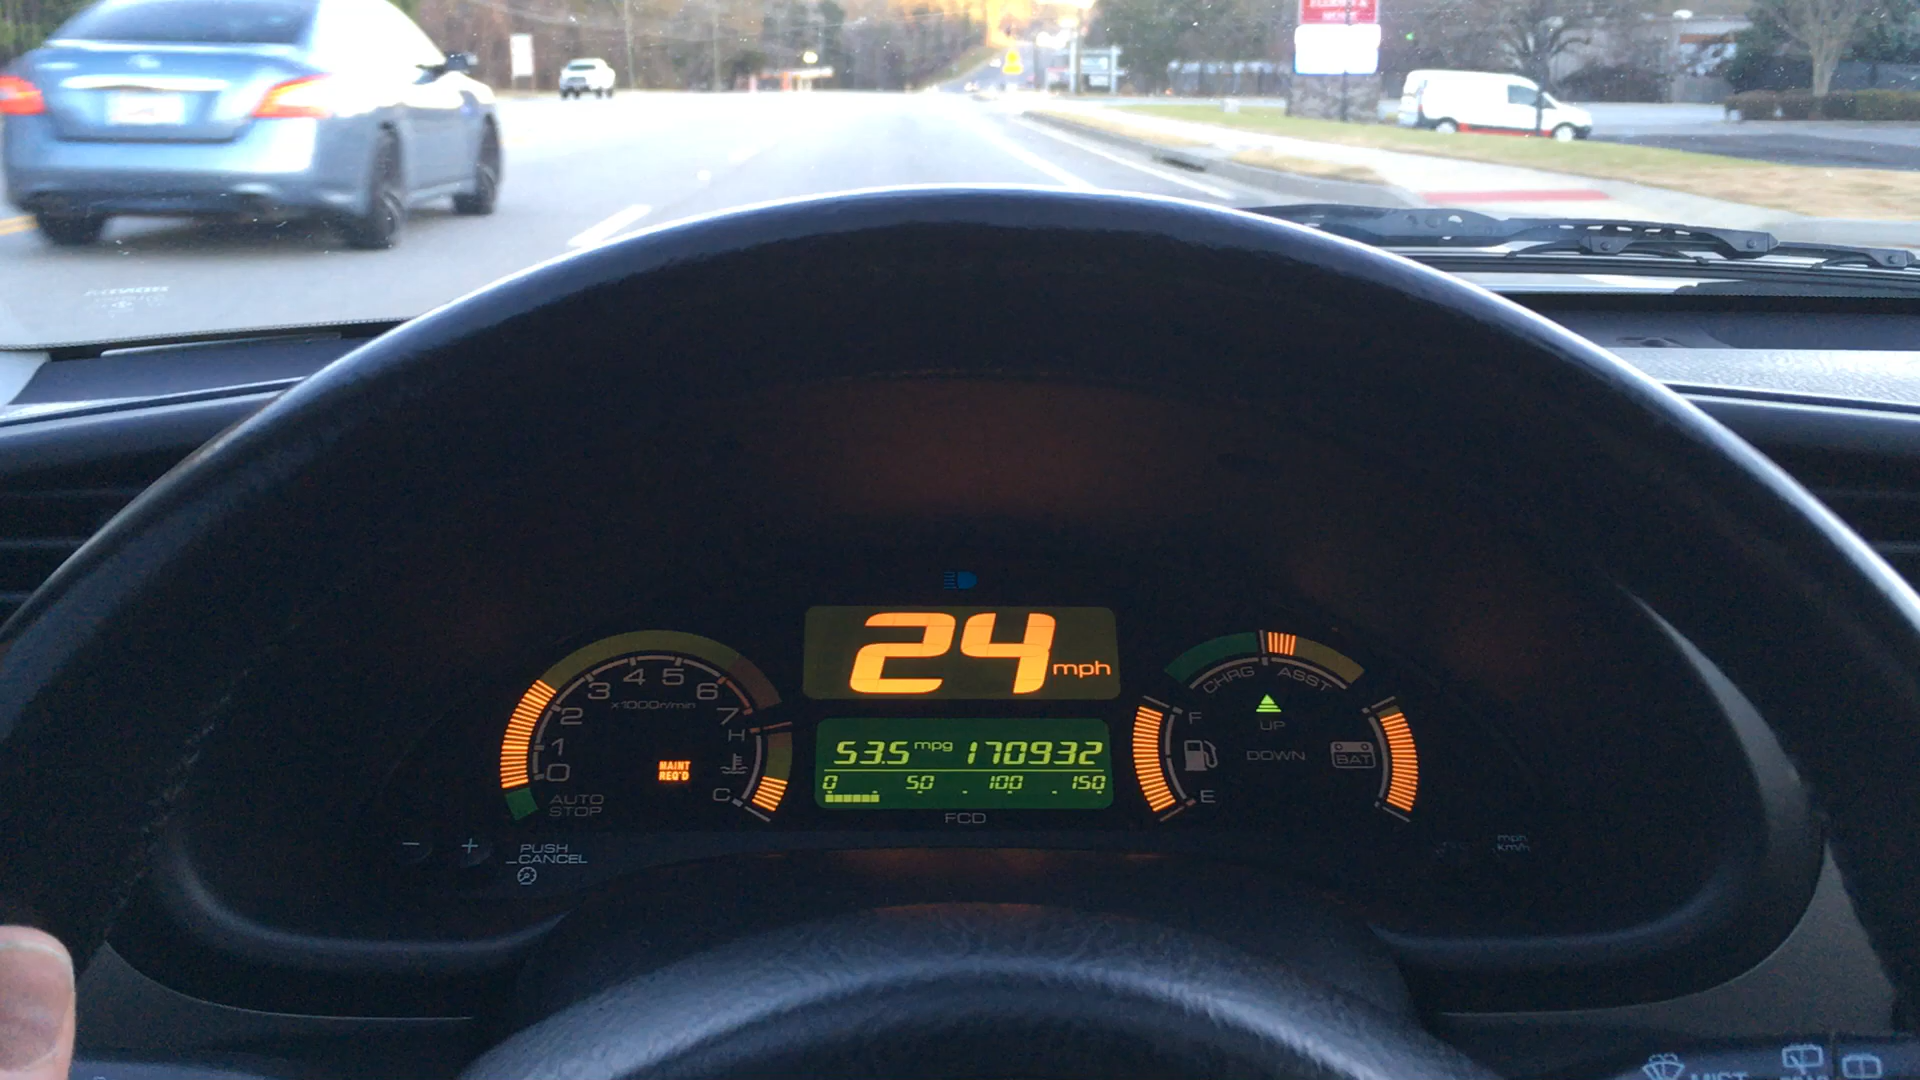 24 mph
3 4 5
2 6
x1000r/min
1 7
0
H
MAINT
REQ'D
C
AUTO
STOP
53.5 mpg 170932
0 50 100 150
FCD
CHRG ASST
F UP
DOWN BAT
E
- +
PUSH
CANCEL
mph
km/h
MIST